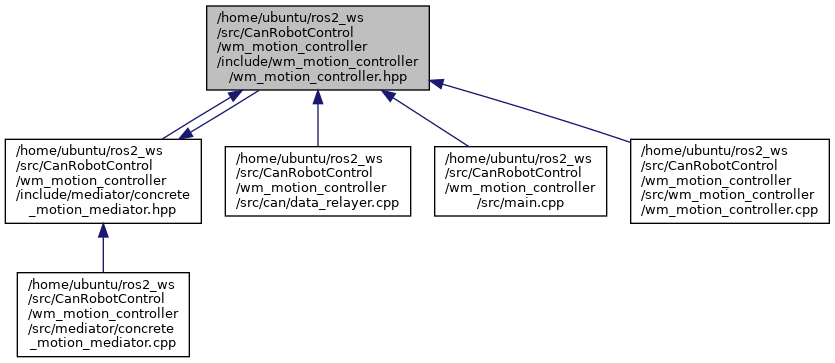 /home/ubuntu/ros2_ws
/src/CanRobotControl
/wm_motion_controller
/include/wm_motion_controller
/wm_motion_controller.hpp
/home/ubuntu/ros2_ws
/src/CanRobotControl
/wm_motion_controller
/include/mediator/concrete
_motion_mediator.hpp
/home/ubuntu/ros2_ws
/src/CanRobotControl
/wm_motion_controller
/src/can/data_relayer.cpp
/home/ubuntu/ros2_ws
/src/CanRobotControl
/wm_motion_controller
/src/main.cpp
/home/ubuntu/ros2_ws
/src/CanRobotControl
/wm_motion_controller
/src/wm_motion_controller
/wm_motion_controller.cpp
/home/ubuntu/ros2_ws
/src/CanRobotControl
/wm_motion_controller
/src/mediator/concrete
_motion_mediator.cpp